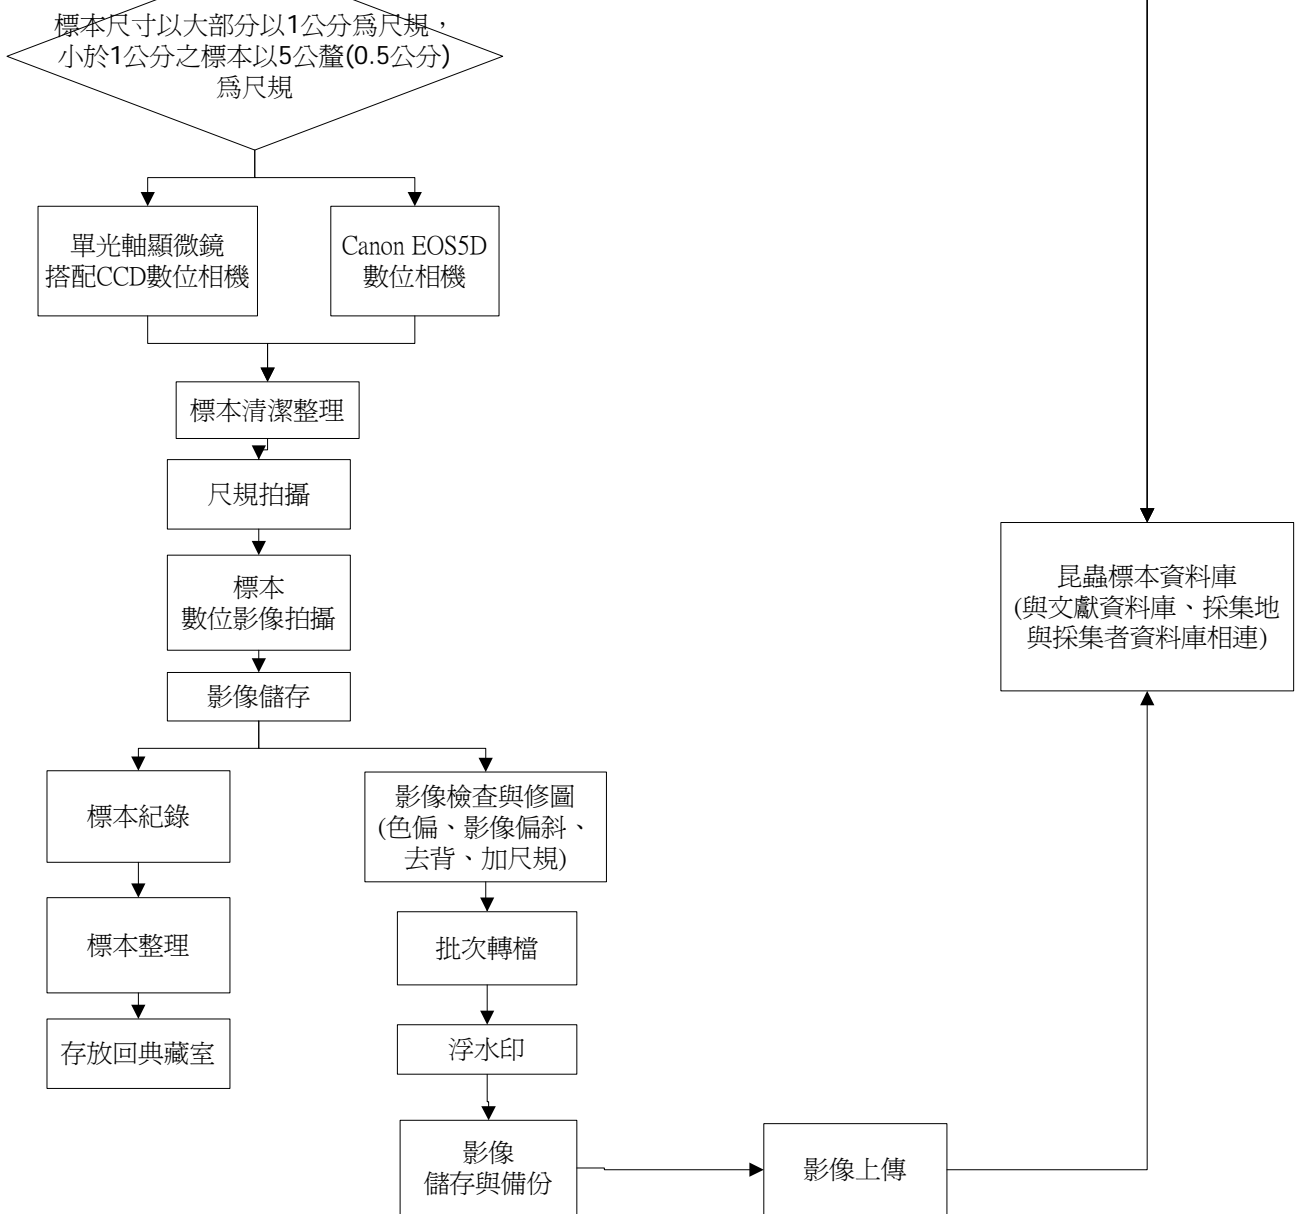 標本尺寸以大部分以1公分為尺規，
小於1公分之標本以5公釐(0.5公分)
為尺規
單光軸顯微鏡
搭配CCD數位相機
Canon EOS5D
數位相機
標本清潔整理
尺規拍攝
標本
數位影像拍攝
影像儲存
昆蟲標本資料庫
(與文獻資料庫、採集地
與採集者資料庫相連)
標本紀錄
標本整理
存放回典藏室
影像檢查與修圖
(色偏、影像偏斜、
去背、加尺規)
批次轉檔
浮水印
影像
儲存與備份
影像上傳